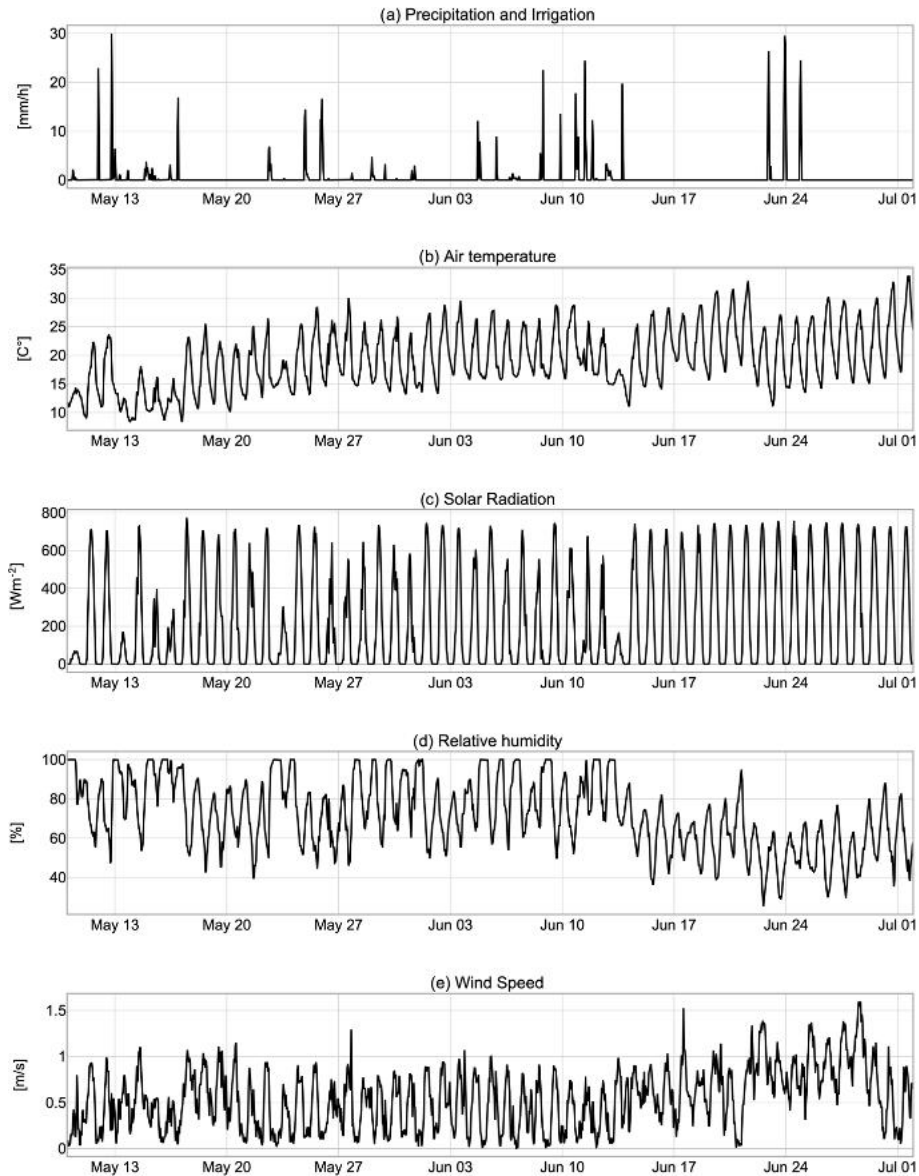 (a) Precipitation and Irrigation
30
20
10
0
[mm/h]
May 13 May 20 May 27 Jun 03 Jun 10 Jun 17 Jun 24 Jul 01
(b) Air temperature
35
30
25
20
15
10
[C°]
May 13 May 20 May 27 Jun 03 Jun 10 Jun 17 Jun 24 Jul 01
(c) Solar Radiation
800
600
400
200
0
[Wm⁻²]
May 13 May 20 May 27 Jun 03 Jun 10 Jun 17 Jun 24 Jul 01
(d) Relative humidity
100
80
60
40
[%]
May 13 May 20 May 27 Jun 03 Jun 10 Jun 17 Jun 24 Jul 01
(e) Wind Speed
1.5
1
0.5
0
[m/s]
May 13 May 20 May 27 Jun 03 Jun 10 Jun 17 Jun 24 Jul 01